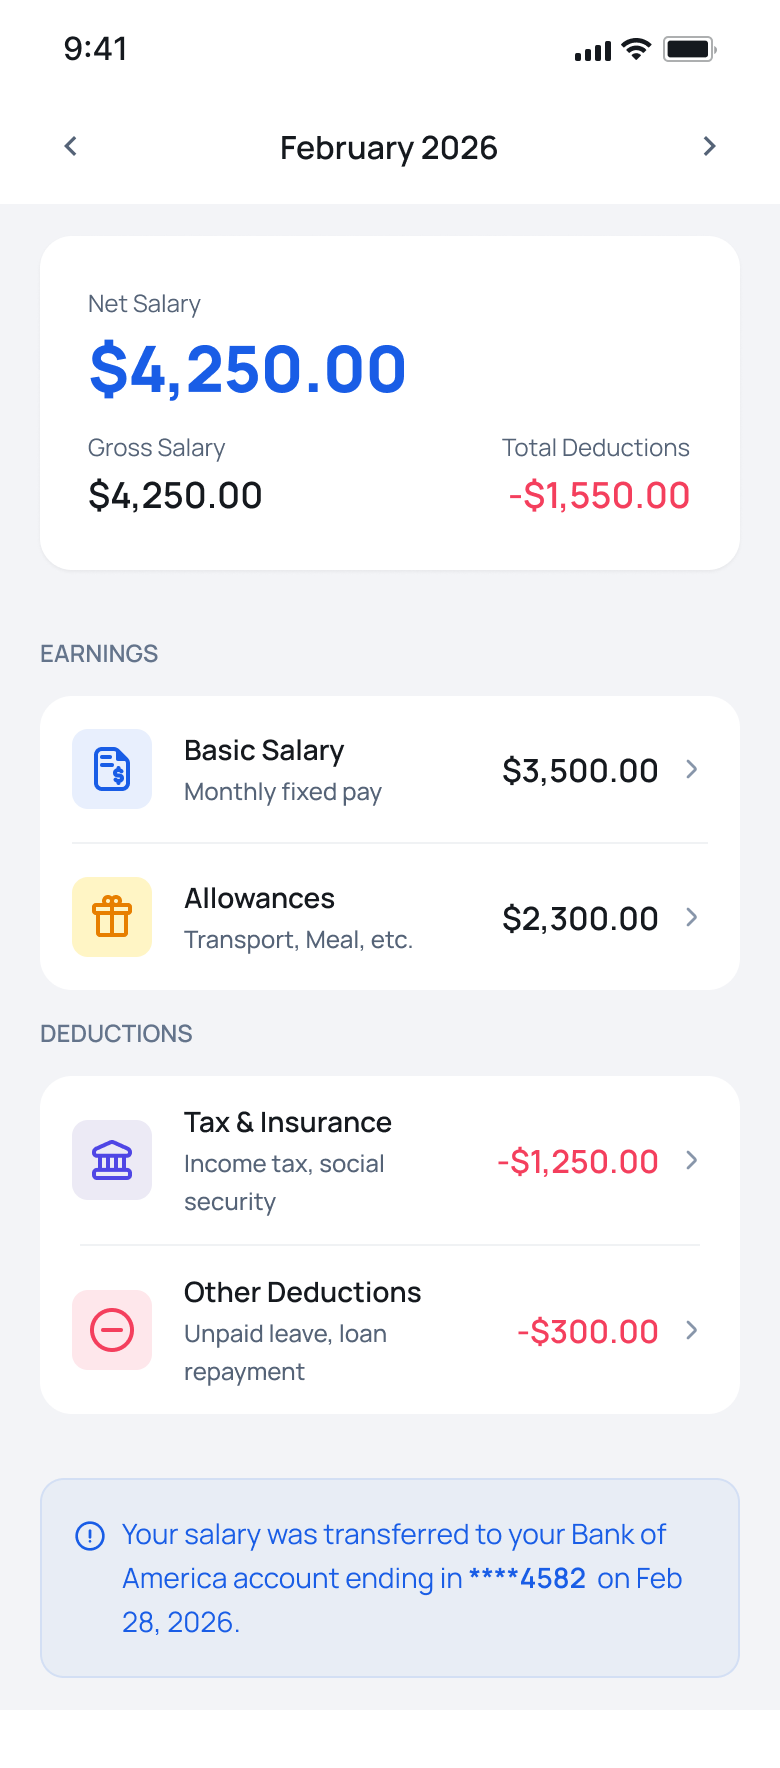 9:41
February 2026
Net Salary
$4,250.00
Gross Salary
Total Deductions
$4,250.00
-$1,550.00
EARNINGS
Basic Salary
Monthly fixed pay
$3,500.00
Allowances
Transport, Meal, etc.
$2,300.00
DEDUCTIONS
Tax & Insurance
Income tax, social
security
-$1,250.00
Other Deductions
Unpaid leave, loan
repayment
-$300.00
Your salary was transferred to your Bank of
America account ending in ****4582 on Feb
28, 2026.